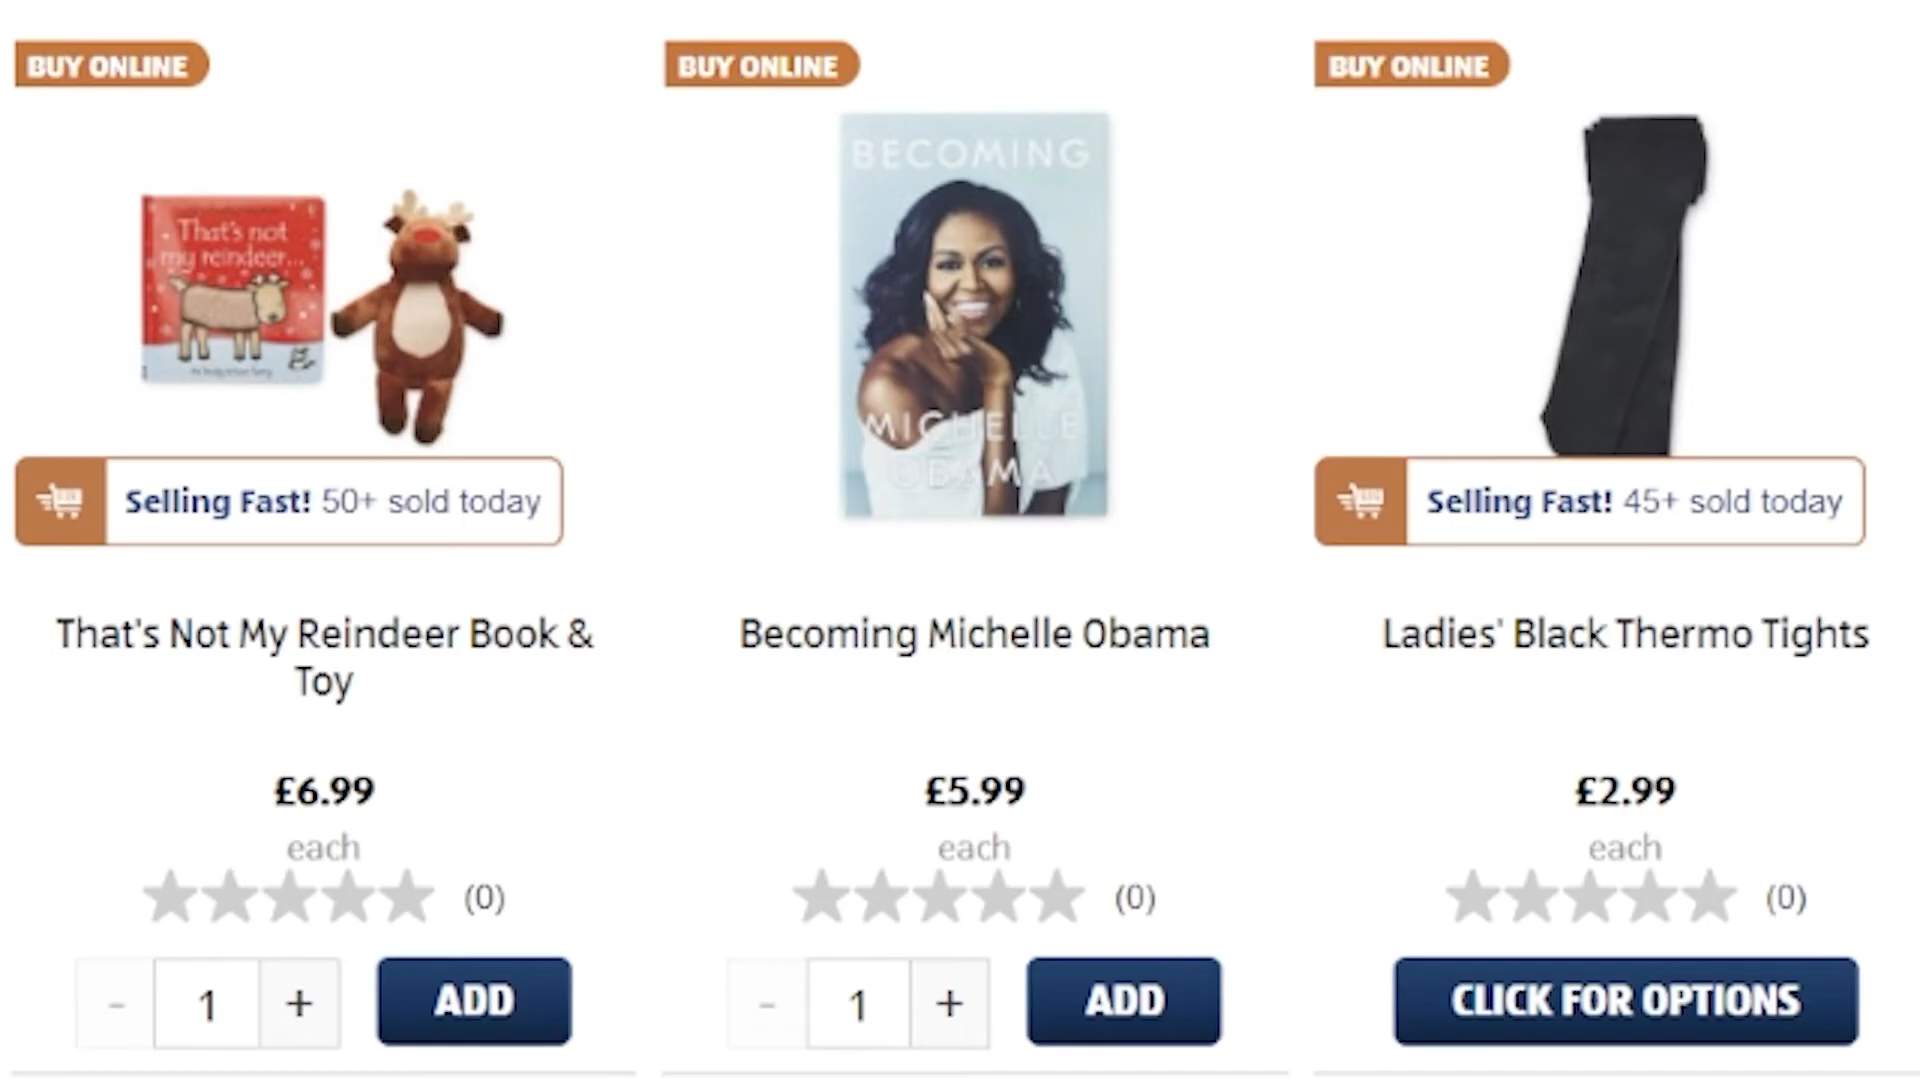 BUY ONLINE
BUY ONLINE
BUY ONLINE
That's not
my reindeer...
BECOMING
MICHELLE
OBAMA
Selling Fast! 50+ sold today
Selling Fast! 45+ sold today
That's Not My Reindeer Book &
Toy
Becoming Michelle Obama
Ladies' Black Thermo Tights
£6.99
each
(0)
£5.99
each
(0)
£2.99
each
(0)
- 1 +
ADD
- 1 +
ADD
CLICK FOR OPTIONS